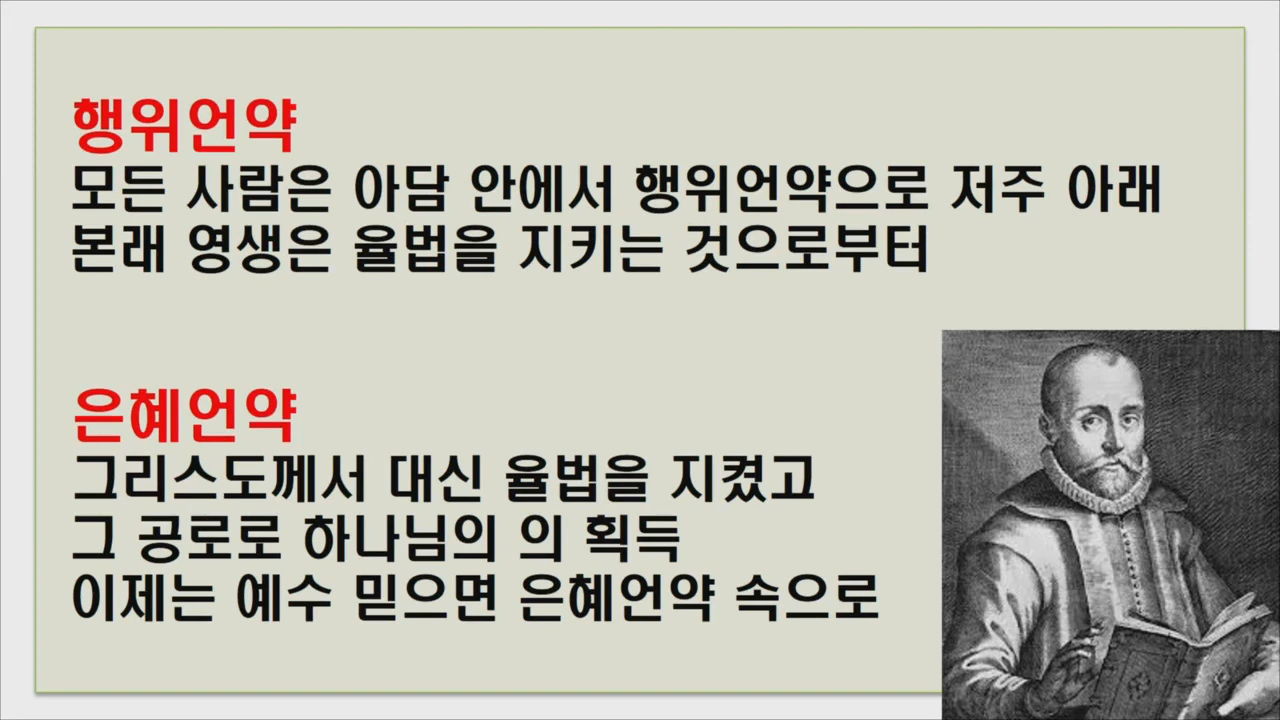 행위언약
모든 사람은 아담 안에서 행위언약으로 저주 아래
본래 영생은 율법을 지키는 것으로부터
은혜언약
그리스도께서 대신 율법을 지켰고
그 공로로 하나님의 의 획득
이제는 예수 믿으면 은혜언약 속으로